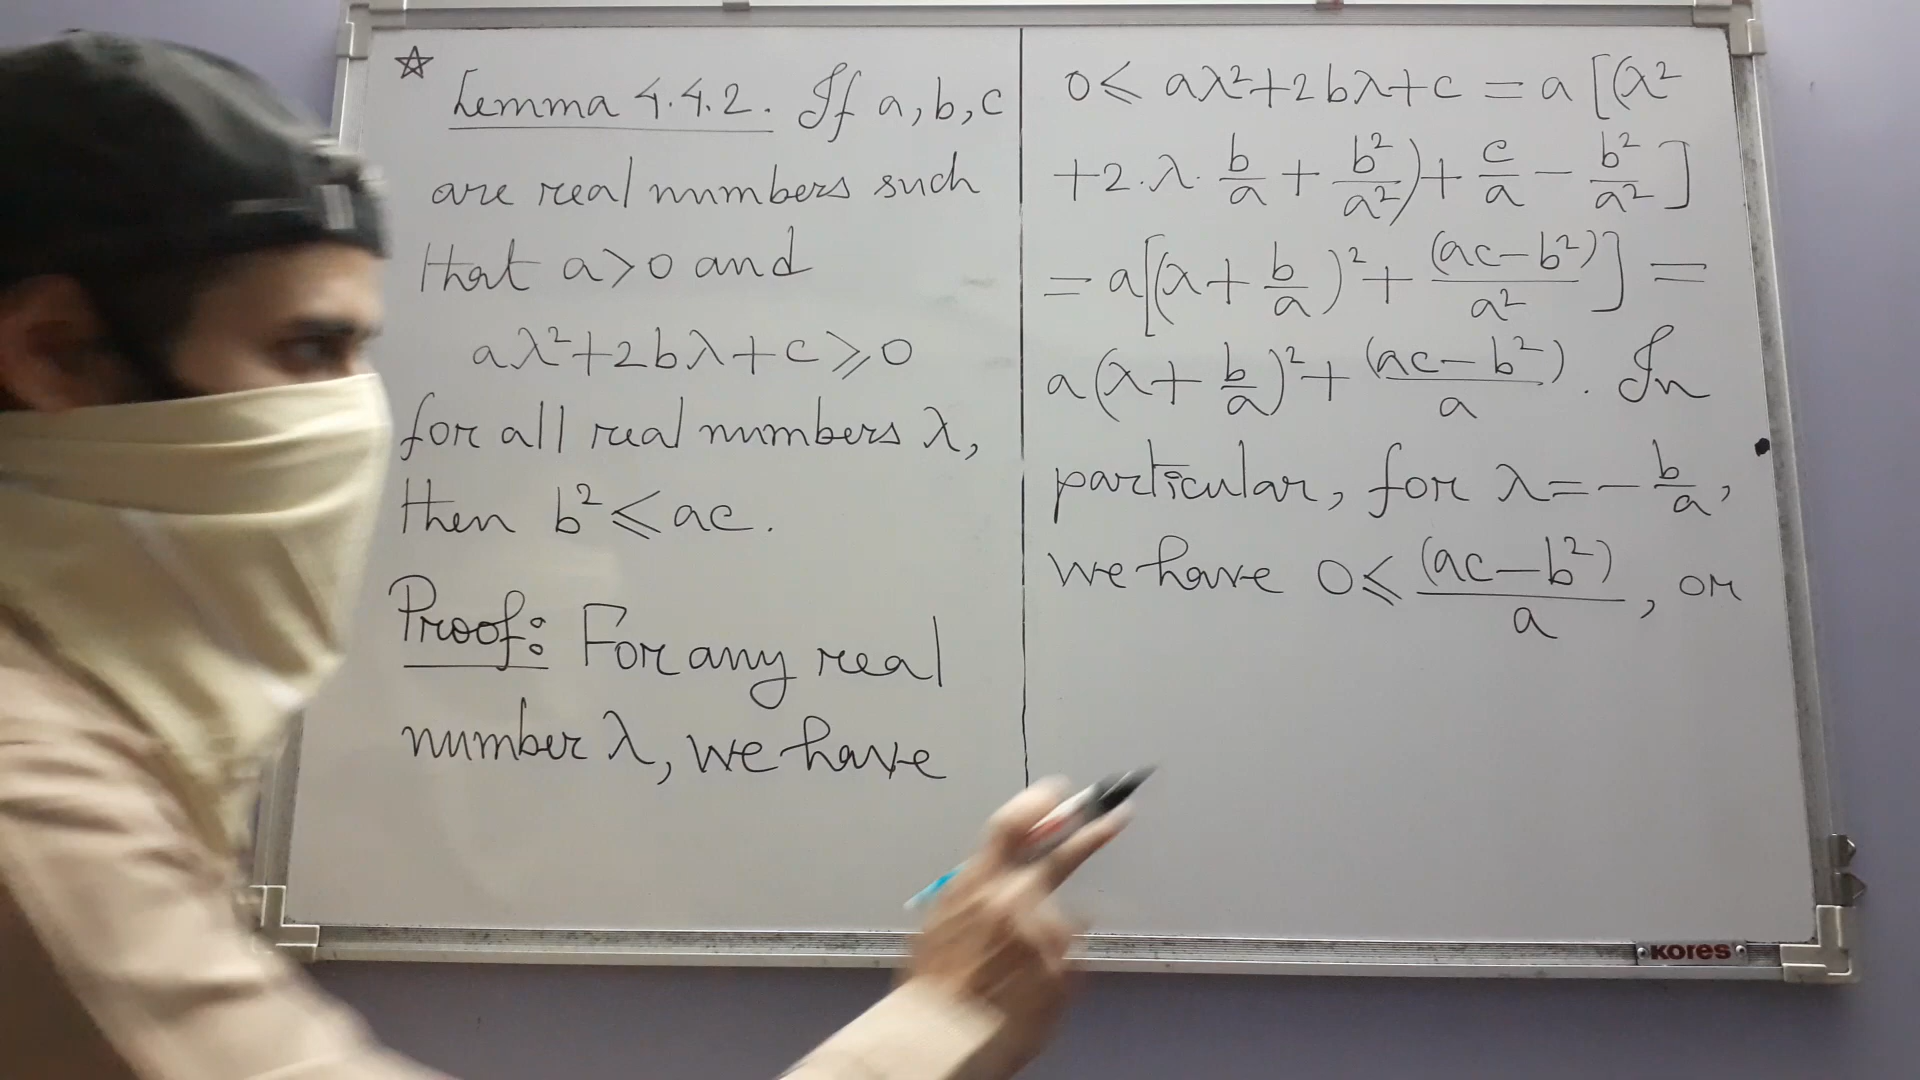 ☆
Lemma 4.4.2. If a, b, c
are real numbers such
that a>0 and
aλ²+2bλ+c⩾0
for all real numbers λ,
then b²⩽ac.
Proof: For any real
number λ, we have
0⩽ aλ²+2bλ+c = a[(λ²
+2.λ. b/a + b²/a²)+ c/a − b²/a²]
= a[(λ+ b/a)²+ (ac−b²)/a²] =
a(λ+ b/a)²+ (ac−b²)/a. In
particular, for λ=− b/a,
we have 0⩽ (ac−b²)/a, or
KORES